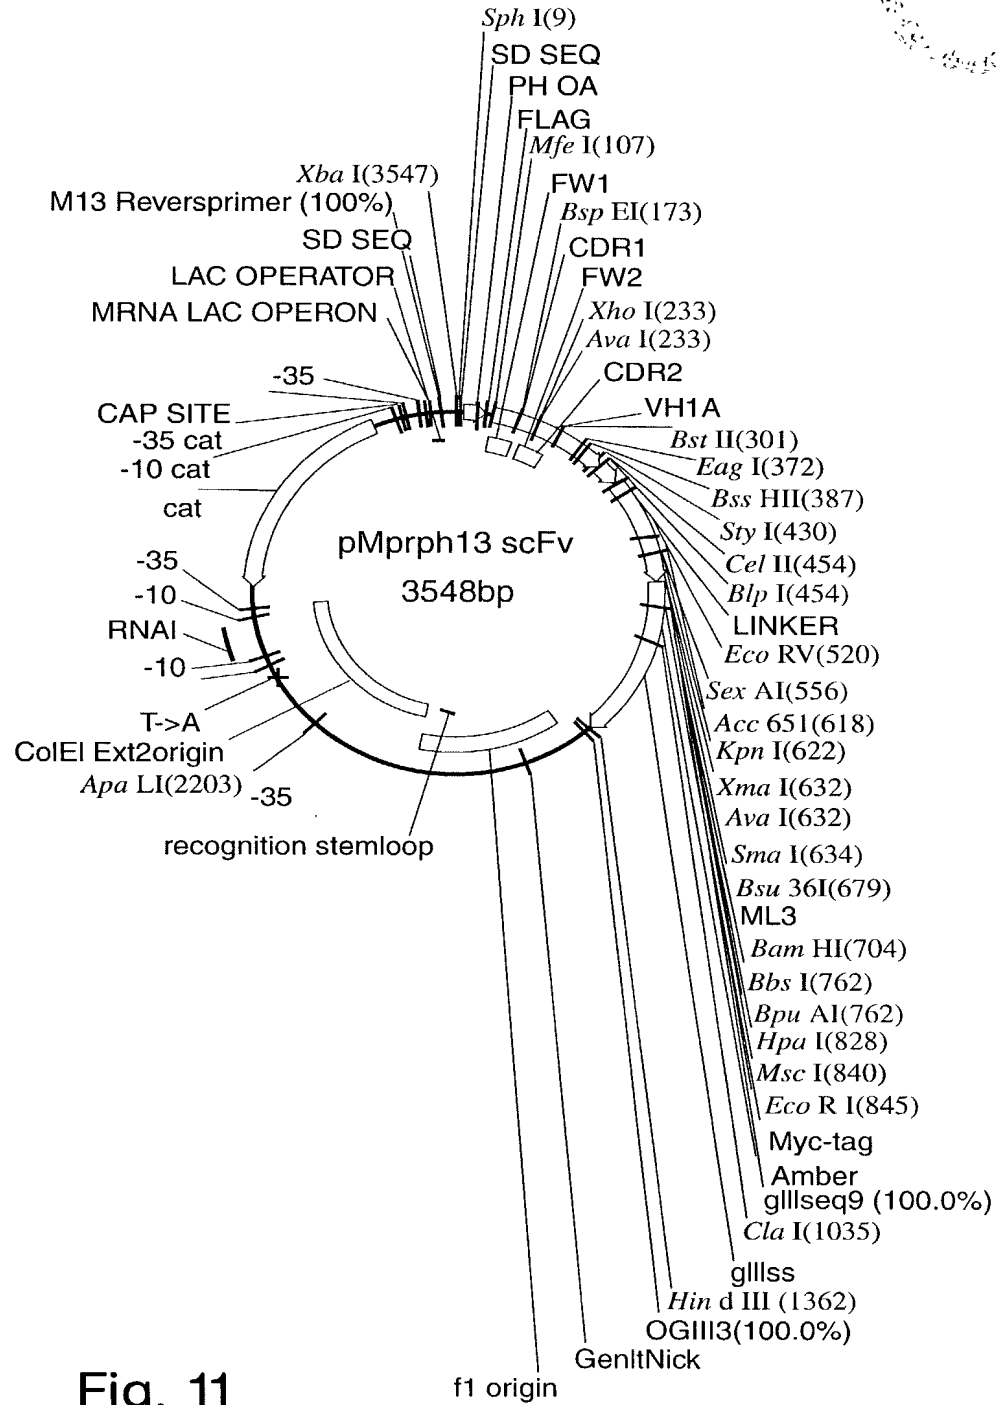 Sph I(9)
SD SEQ
PH OA
FLAG
Mfe I(107)
Xba I(3547)
M13 Reversprimer (100%)
FW1
Bsp EI(173)
SD SEQ
CDR1
LAC OPERATOR
FW2
MRNA LAC OPERON
Xho I(233)
Ava I(233)
-35
CDR2
CAP SITE
VH1A
-35 cat
Bst II(301)
-10 cat
Eag I(372)
cat
Bss HII(387)
Sty I(430)
pMprph13 scFv
3548bp
Cel II(454)
Blp I(454)
-35
-10
LINKER
RNAI
Eco RV(520)
-10
Sex AI(556)
T->A
Acc 651(618)
ColEI Ext2origin
Kpn I(622)
Apa LI(2203)
-35
Xma I(632)
Ava I(632)
recognition stemloop
Sma I(634)
Bsu 36I(679)
ML3
Bam HI(704)
Bbs I(762)
Bpu AI(762)
Hpa I(828)
Msc I(840)
Eco R I(845)
Myc-tag
Amber
gIIIseq9 (100.0%)
Cla I(1035)
gIIIss
Hin d III (1362)
OGIII3(100.0%)
GenItNick
f1 origin
Fig. 11